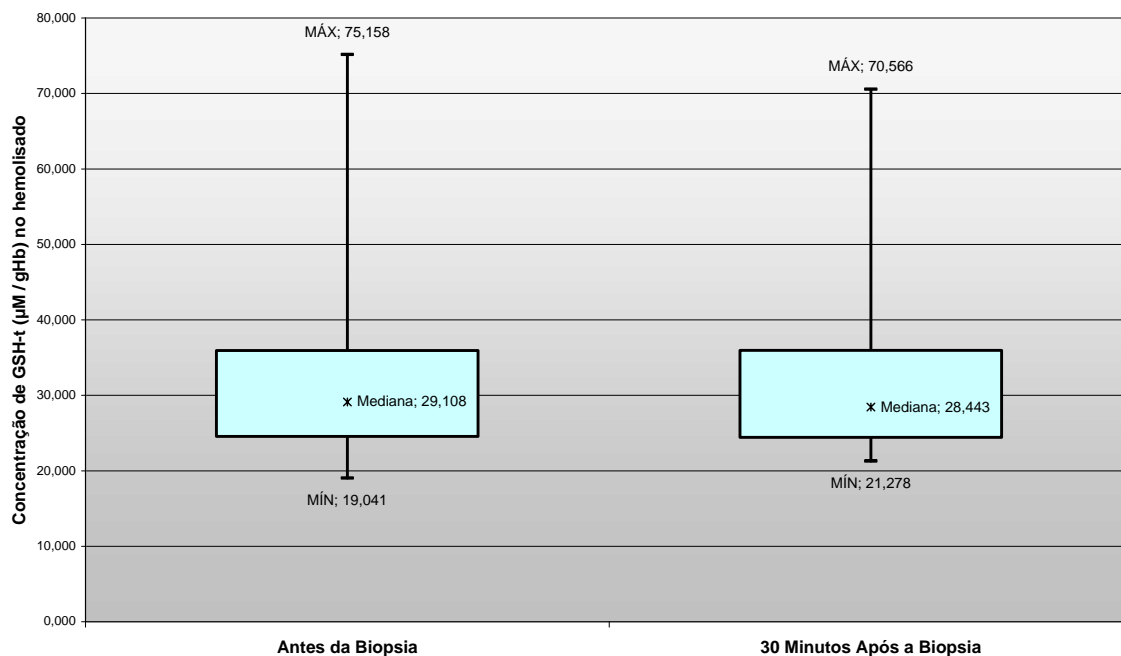 80,000
70,000
60,000
50,000
40,000
30,000
20,000
10,000
0,000
Concentração de GSH-t (µM / gHb) no hemolisado
MÁX; 75,158
Mediana; 29,108
MÍN; 19,041
MÁX; 70,566
Mediana; 28,443
MÍN; 21,278
Antes da Biopsia
30 Minutos Após a Biopsia